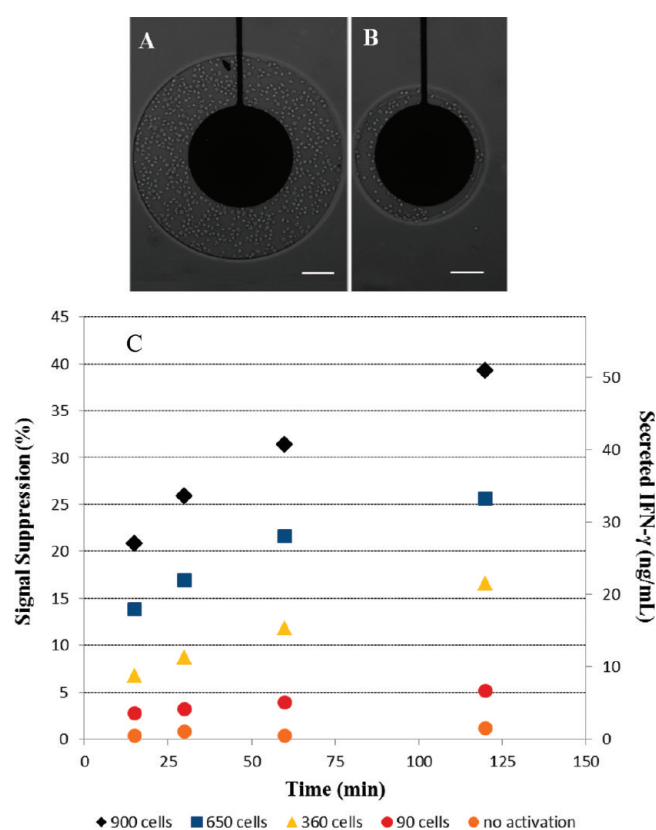 A
B
C
45
40
35
30
25
20
15
10
5
0
Signal Suppression (%)
50
40
30
20
10
0
Secreted IFN-γ (ng/mL)
0 25 50 75 100 125 150
Time (min)
900 cells 650 cells 360 cells 90 cells no activation